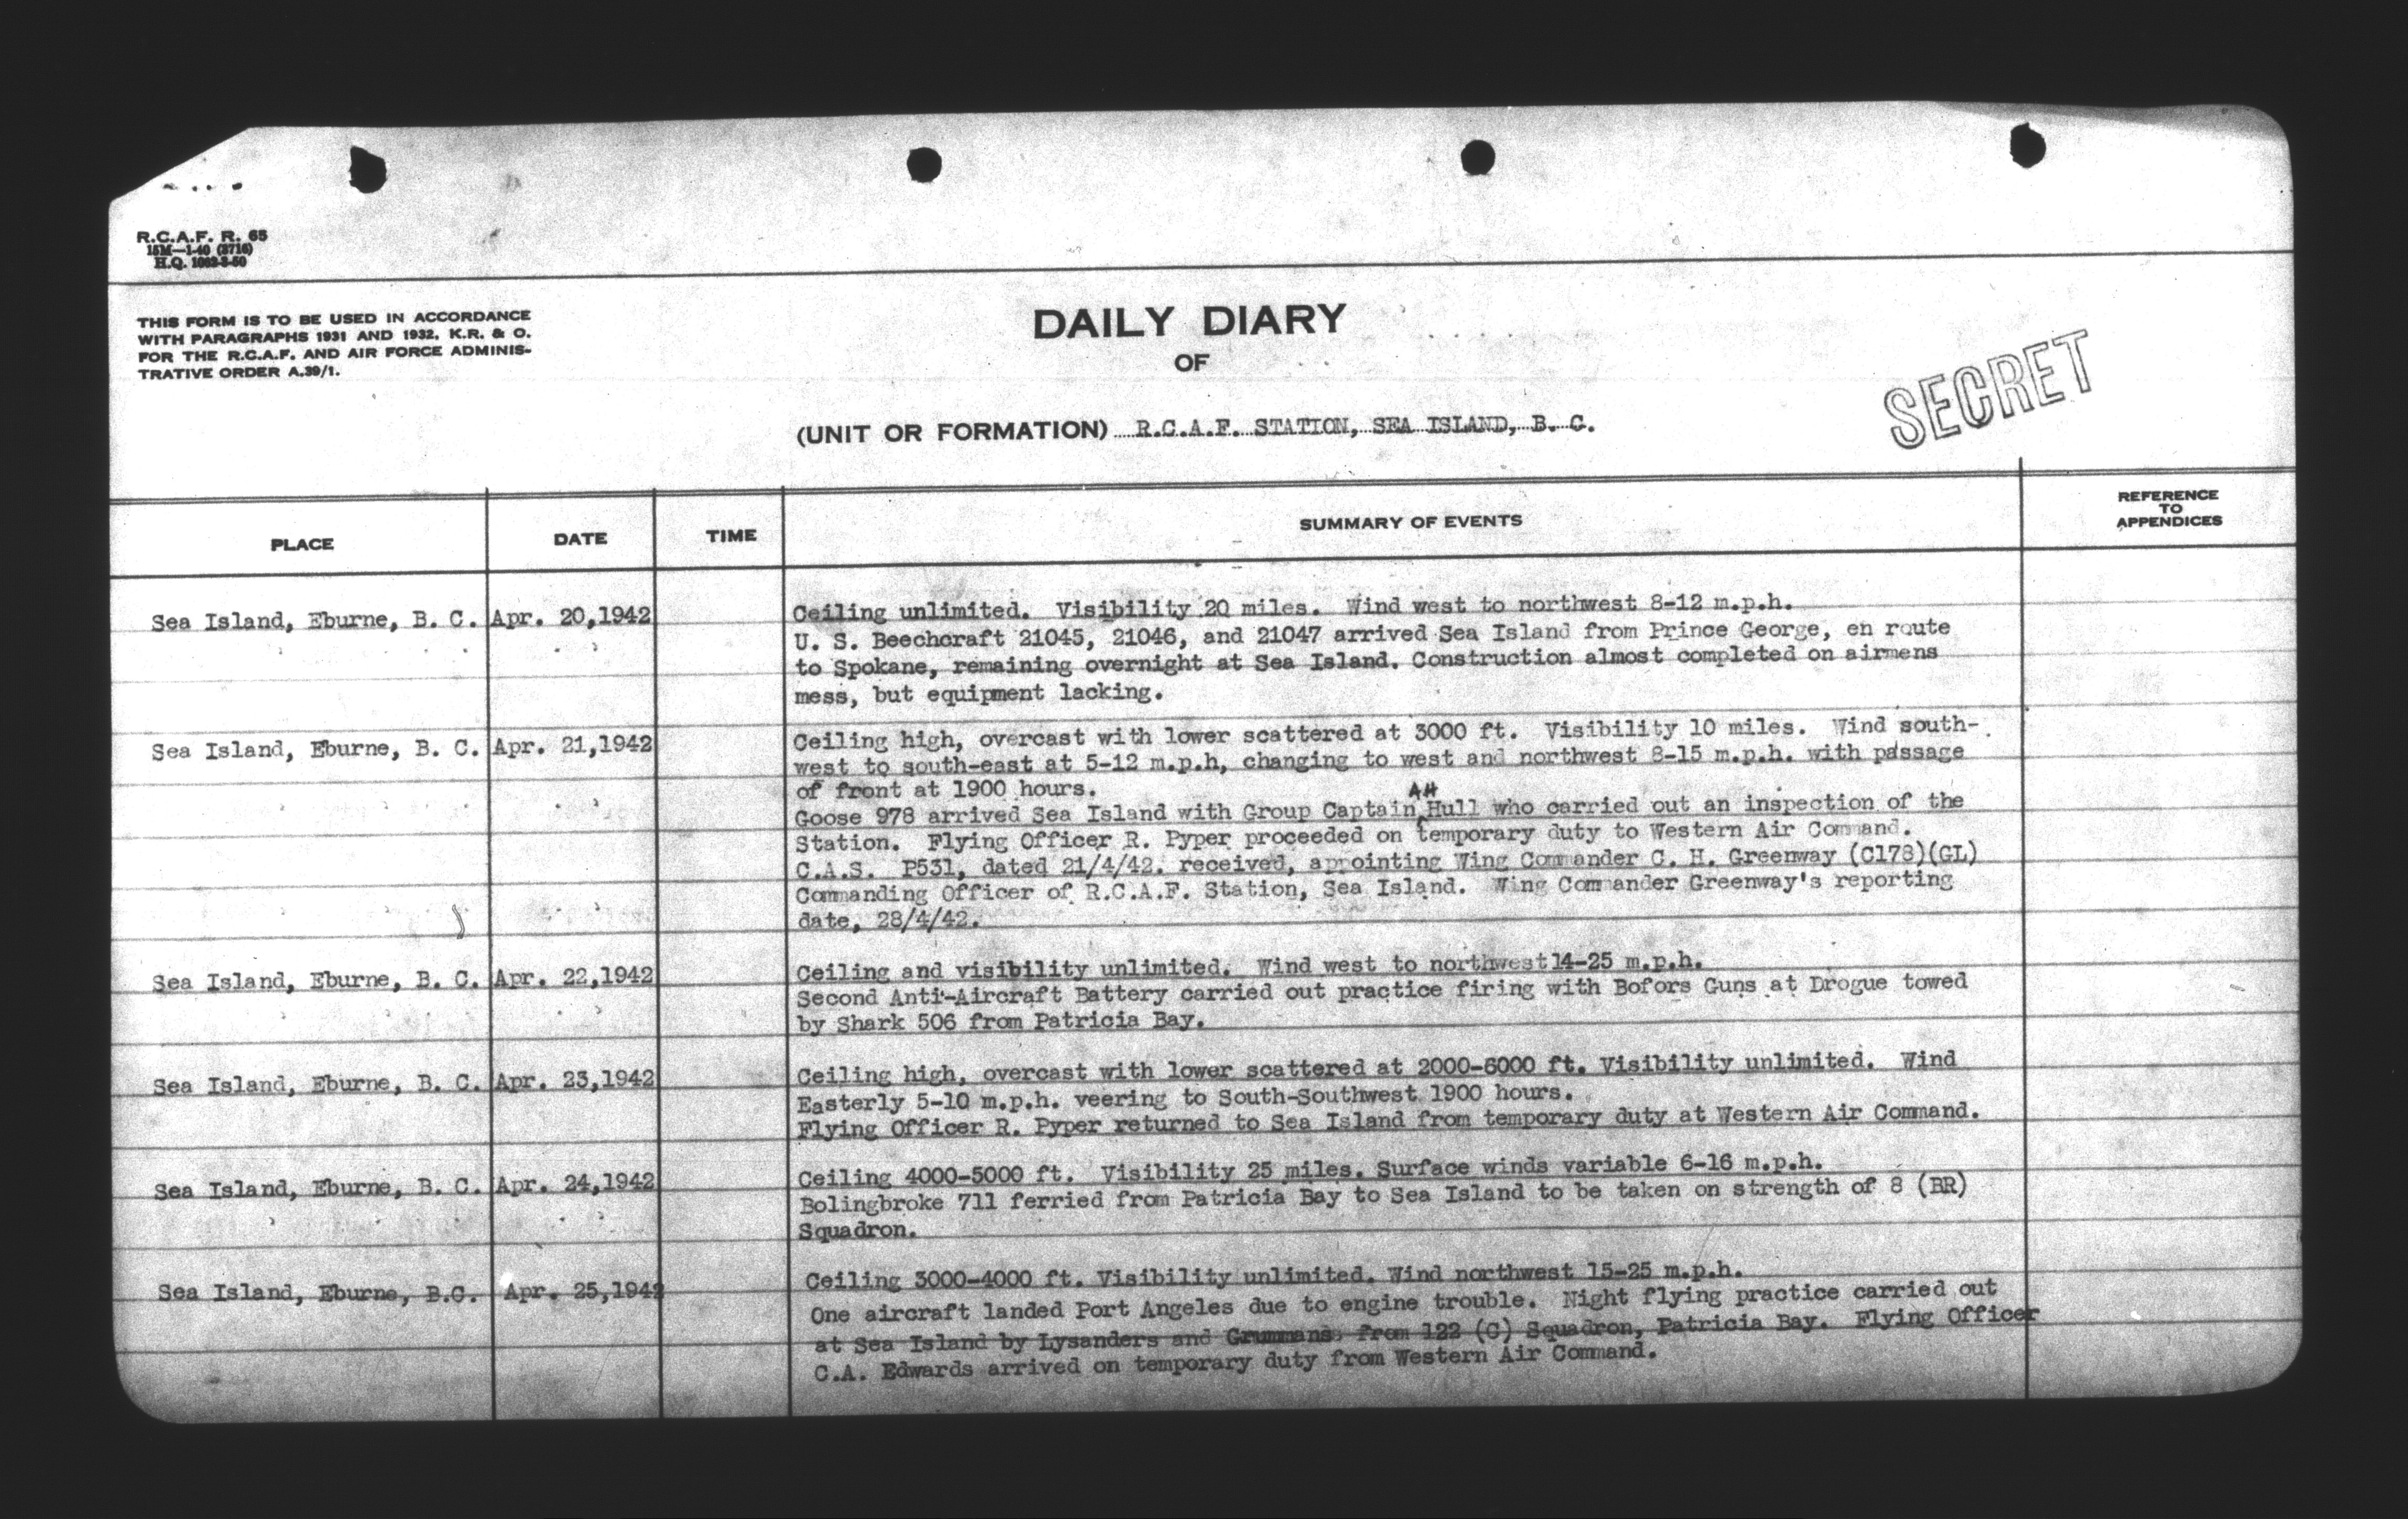 R.C.A.F. R. 65
15M—1-40 (3716)
H.Q. 1062-3-60
THIS FORM IS TO BE USED IN ACCORDANCE
WITH PARAGRAPHS 1931 AND 1932, K.R. & O.
FOR THE R.C.A.F. AND AIR FORCE ADMINIS-
TRATIVE ORDER A.39/1.
DAILY DIARY
OF
(UNIT OR FORMATION) R.C.A.F. STATION, SEA ISLAND, B. C.
SECRET
PLACE DATE TIME SUMMARY OF EVENTS REFERENCE TO APPENDICES
Sea Island, Eburne, B. C. Apr. 20,1942 Ceiling unlimited. Visibility 20 miles. Wind west to northwest 8-12 m.p.h.
U. S. Beechcraft 21045, 21046, and 21047 arrived Sea Island from Prince George, en route
to Spokane, remaining overnight at Sea Island. Construction almost completed on airmens
mess, but equipment lacking.
Sea Island, Eburne, B. C. Apr. 21,1942 Ceiling high, overcast with lower scattered at 3000 ft. Visibility 10 miles. Wind south-
west to south-east at 5-12 m.p.h, changing to west and northwest 8-15 m.p.h. with passage
of front at 1900 hours.
Goose 978 arrived Sea Island with Group Captain AH Hull who carried out an inspection of the
Station. Flying Officer R. Pyper proceeded on temporary duty to Western Air Command.
C.A.S. P531, dated 21/4/42. received, appointing Wing Commander C. H. Greenway (C178)(GL)
Commanding Officer of R.C.A.F. Station, Sea Island. Wing Commander Greenway's reporting
date, 28/4/42.
Sea Island, Eburne, B. C. Apr. 22,1942 Ceiling and visibility unlimited. Wind west to northwest 14-25 m.p.h.
Second Anti-Aircraft Battery carried out practice firing with Bofors Guns at Drogue towed
by Shark 506 from Patricia Bay.
Sea Island, Eburne, B. C. Apr. 23,1942 Ceiling high, overcast with lower scattered at 2000-6000 ft. Visibility unlimited. Wind
Easterly 5-10 m.p.h. veering to South-Southwest 1900 hours.
Flying Officer R. Pyper returned to Sea Island from temporary duty at Western Air Command.
Sea Island, Eburne, B. C. Apr. 24,1942 Ceiling 4000-5000 ft. Visibility 25 miles. Surface winds variable 6-16 m.p.h.
Bolingbroke 711 ferried from Patricia Bay to Sea Island to be taken on strength of 8 (BR)
Squadron.
Sea Island, Eburne, B.C. Apr. 25,1942 Ceiling 3000-4000 ft. Visibility unlimited. Wind northwest 15-25 m.p.h.
One aircraft landed Port Angeles due to engine trouble. Night flying practice carried out
at Sea Island by Lysanders and Grummans from 122 (C) Squadron, Patricia Bay. Flying Officer
C.A. Edwards arrived on temporary duty from Western Air Command.